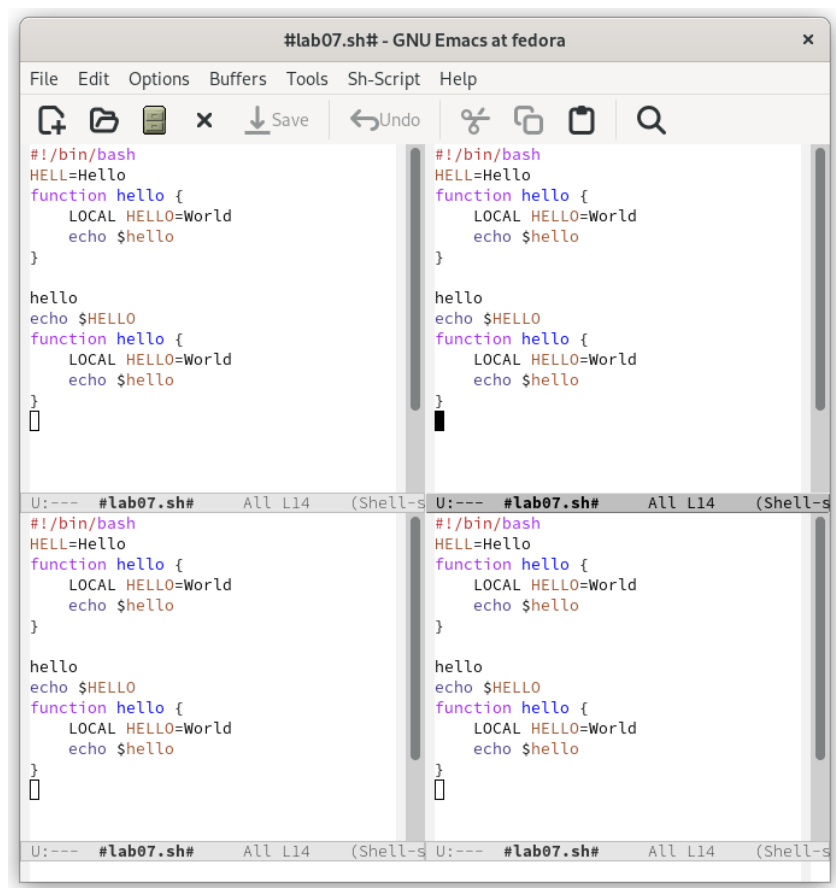 #lab07.sh# - GNU Emacs at fedora
File Edit Options Buffers Tools Sh-Script Help
Save Undo
#!/bin/bash
HELL=Hello
function hello {
    LOCAL HELLO=World
    echo $hello
}
hello
echo $HELLO
function hello {
    LOCAL HELLO=World
    echo $hello
}
U:--- #lab07.sh# All L14 (Shell-s
#!/bin/bash
HELL=Hello
function hello {
    LOCAL HELLO=World
    echo $hello
}
hello
echo $HELLO
function hello {
    LOCAL HELLO=World
    echo $hello
}
U:--- #lab07.sh# All L14 (Shell-s
#!/bin/bash
HELL=Hello
function hello {
    LOCAL HELLO=World
    echo $hello
}
hello
echo $HELLO
function hello {
    LOCAL HELLO=World
    echo $hello
}
U:--- #lab07.sh# All L14 (Shell-s
#!/bin/bash
HELL=Hello
function hello {
    LOCAL HELLO=World
    echo $hello
}
hello
echo $HELLO
function hello {
    LOCAL HELLO=World
    echo $hello
}
U:--- #lab07.sh# All L14 (Shell-s